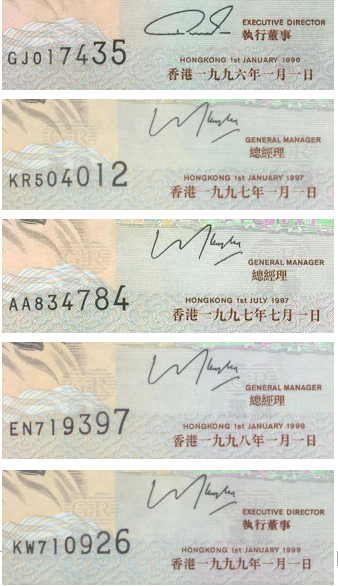 EXECUTIVE DIRECTOR
執行董事
GJ017435
HONGKONG 1st JANUARY 1996
香港一九九六年一月一日
GENERAL MANAGER
總經理
KR504012
HONGKONG 1st JANUARY 1997
香港一九九七年一月一日
GENERAL MANAGER
總經理
AA834784
HONGKONG 1st JULY 1997
香港一九九七年七月一日
GENERAL MANAGER
總經理
EN719397
HONGKONG 1st JANUARY 1998
香港一九九八年一月一日
EXECUTIVE DIRECTOR
執行董事
KW710926
HONGKONG 1st JANUARY 1999
香港一九九九年一月一日